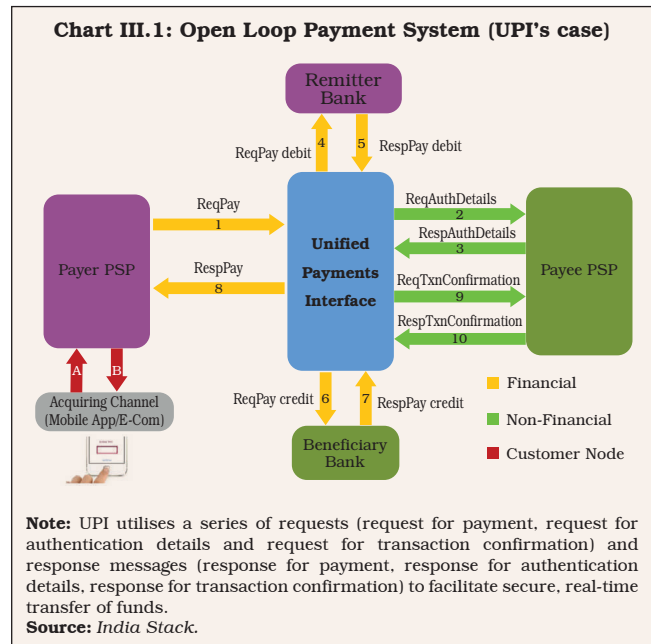 Chart III.1: Open Loop Payment System (UPI's case)
Remitter
Bank
4
5
ReqPay debit
RespPay debit
ReqPay
1
RespPay
8
Payer PSP
Unified
Payments
Interface
ReqAuthDetails
2
RespAuthDetails
3
ReqTxnConfirmation
9
RespTxnConfirmation
10
Payee PSP
A
B
Acquiring Channel
(Mobile App/E-Com)
ReqPay credit
6
7
RespPay credit
Beneficiary
Bank
Financial
Non-Financial
Customer Node
Note: UPI utilises a series of requests (request for payment, request for
authentication details and request for transaction confirmation) and
response messages (response for payment, response for authentication
details, response for transaction confirmation) to facilitate secure, real-time
transfer of funds.
Source: India Stack.